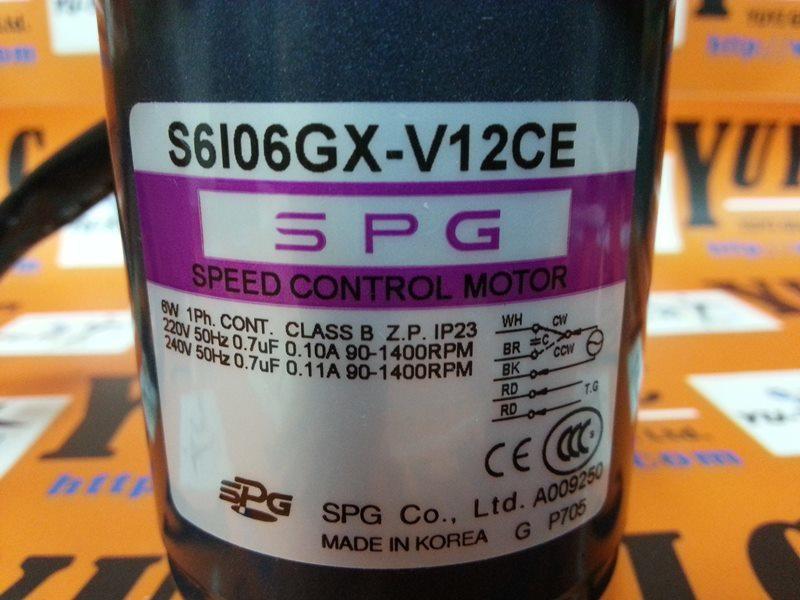 S6I06GX-V12CE
SPG
SPEED CONTROL MOTOR
6W 1Ph. CONT. CLASS B Z.P. IP23
220V 50Hz 0.7uF 0.10A 90-1400RPM
240V 50Hz 0.7uF 0.11A 90-1400RPM
WH CW
C
BR CCW
BK
RD T.G
RD
CE CCC S
SPG SPG Co., Ltd. A009250
MADE IN KOREA G P705